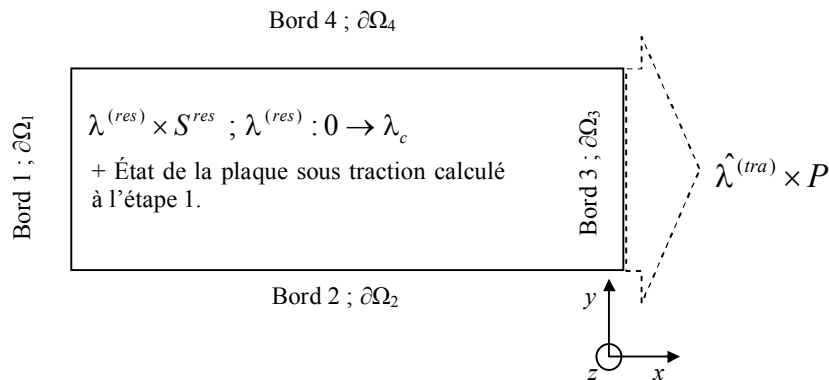 Bord 4 ; ∂Ω₄
Bord 1 ; ∂Ω₁
λ^(res) × S^res ; λ^(res) : 0 → λ_c
+ État de la plaque sous traction calculé
à l'étape 1.
Bord 3 ; ∂Ω₃
λ̂^(tra) × P
Bord 2 ; ∂Ω₂
y
z
x